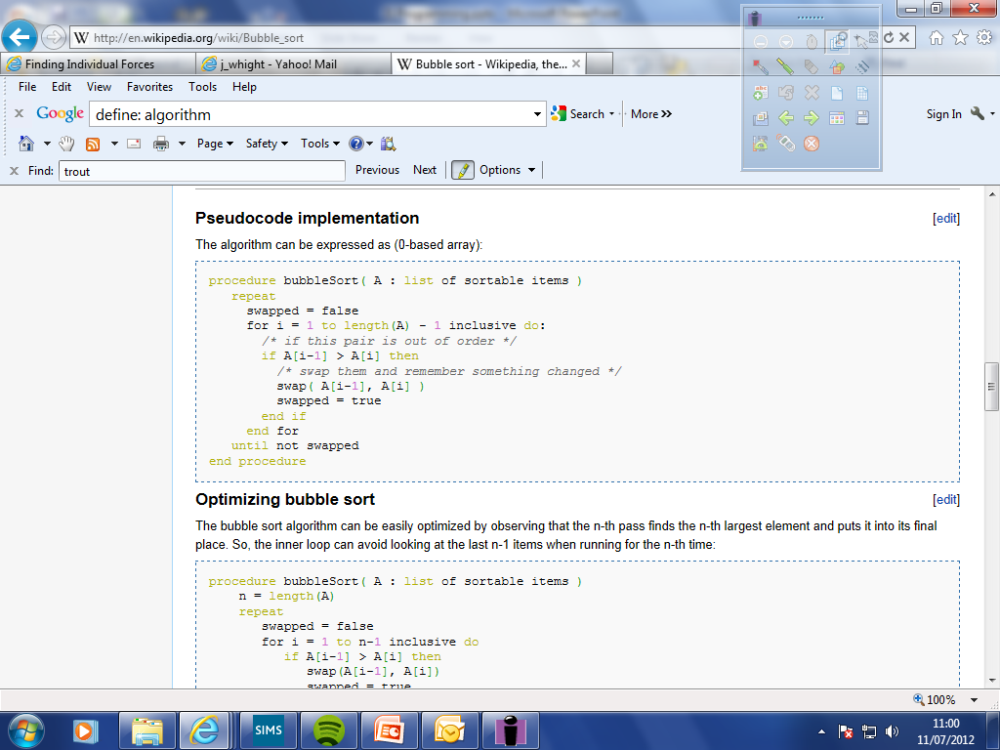 http://en.wikipedia.org/wiki/Bubble_sort
Finding Individual Forces
j_whight - Yahoo! Mail
W Bubble sort - Wikipedia, the...
File Edit View Favorites Tools Help
x Google define: algorithm Search More » Sign In
Page Safety Tools
X Find: trout Previous Next Options
Pseudocode implementation [edit]
The algorithm can be expressed as (0-based array):
procedure bubbleSort( A : list of sortable items )
repeat
swapped = false
for i = 1 to length(A) - 1 inclusive do:
/* if this pair is out of order */
if A[i-1] > A[i] then
/* swap them and remember something changed */
swap( A[i-1], A[i] )
swapped = true
end if
end for
until not swapped
end procedure
Optimizing bubble sort [edit]
The bubble sort algorithm can be easily optimized by observing that the n-th pass finds the n-th largest element and puts it into its final
place. So, the inner loop can avoid looking at the last n-1 items when running for the n-th time:
procedure bubbleSort( A : list of sortable items )
n = length(A)
repeat
swapped = false
for i = 1 to n-1 inclusive do
if A[i-1] > A[i] then
swap(A[i-1], A[i])
swapped = true
100%
SIMS
11:00
11/07/2012